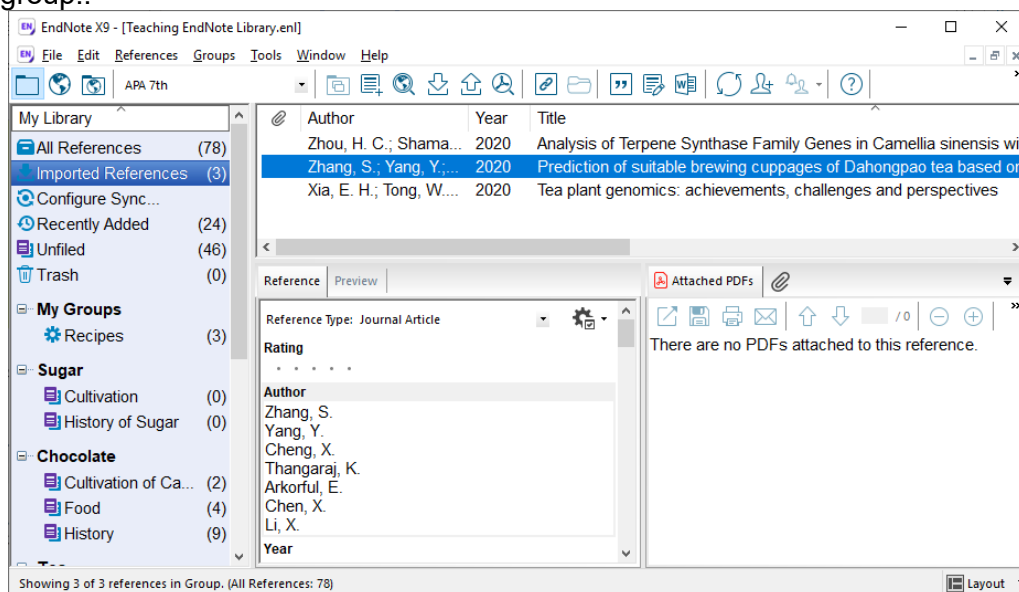 group..
EndNote X9 - [Teaching EndNote Library.enl]
File Edit References Groups Tools Window Help
APA 7th
My Library
All References (78)
Imported References (3)
Configure Sync...
Recently Added (24)
Unfiled (46)
Trash (0)
My Groups
Recipes (3)
Sugar
Cultivation (0)
History of Sugar (0)
Chocolate
Cultivation of Ca... (2)
Food (4)
History (9)
Author Year Title
Zhou, H. C.; Shama... 2020 Analysis of Terpene Synthase Family Genes in Camellia sinensis wi
Zhang, S.; Yang, Y.;... 2020 Prediction of suitable brewing cuppages of Dahongpao tea based on
Xia, E. H.; Tong, W.... 2020 Tea plant genomics: achievements, challenges and perspectives
Reference Preview
Reference Type: Journal Article
Rating
Author
Zhang, S.
Yang, Y.
Cheng, X.
Thangaraj, K.
Arkorful, E.
Chen, X.
Li, X.
Year
Attached PDFs
/ 0
There are no PDFs attached to this reference.
Showing 3 of 3 references in Group. (All References: 78)
Layout